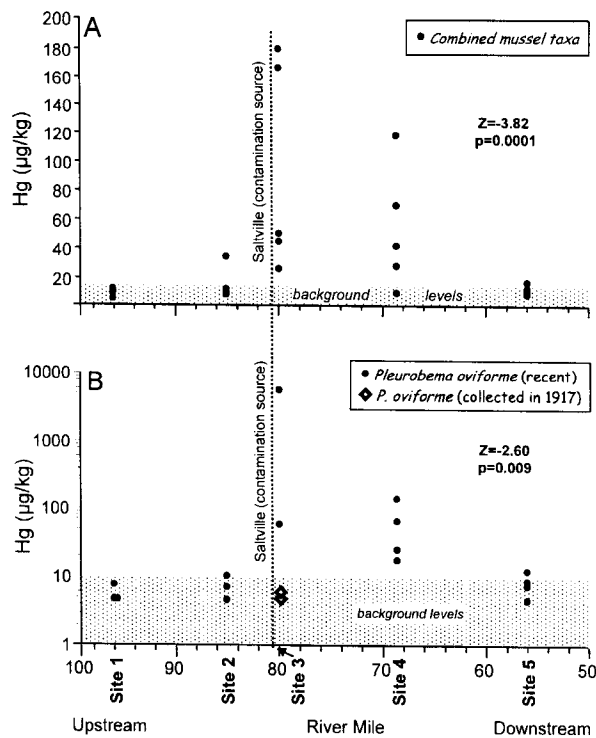 A
200
180
160
140
120
100
80
60
40
20
Hg (µg/kg)
Saltville (contamination source)
Combined mussel taxa
Z=-3.82
p=0.0001
background levels
B
10000
1000
100
10
1
Hg (µg/kg)
Saltville (contamination source)
Pleurobema oviforme (recent)
P. oviforme (collected in 1917)
Z=-2.60
p=0.009
background levels
100 90 80 70 60 50
Site 1
Site 2
Site 3
Site 4
Site 5
Upstream River Mile Downstream